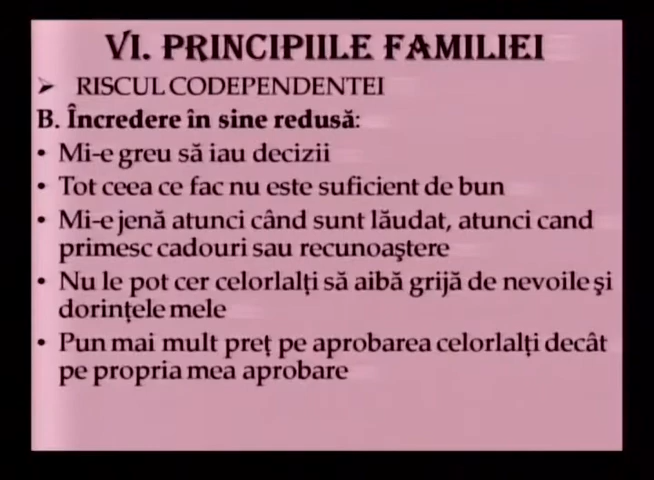 VI. PRINCIPIILE FAMILIEI
➢ RISCUL CODEPENDENTEI
B. Încredere în sine redusă:
• Mi-e greu să iau decizii
• Tot ceea ce fac nu este suficient de bun
• Mi-e jenă atunci când sunt lăudat, atunci cand
primesc cadouri sau recunoaştere
• Nu le pot cer celorlalţi să aibă grijă de nevoile şi
dorinţele mele
• Pun mai mult preţ pe aprobarea celorlalţi decât
pe propria mea aprobare